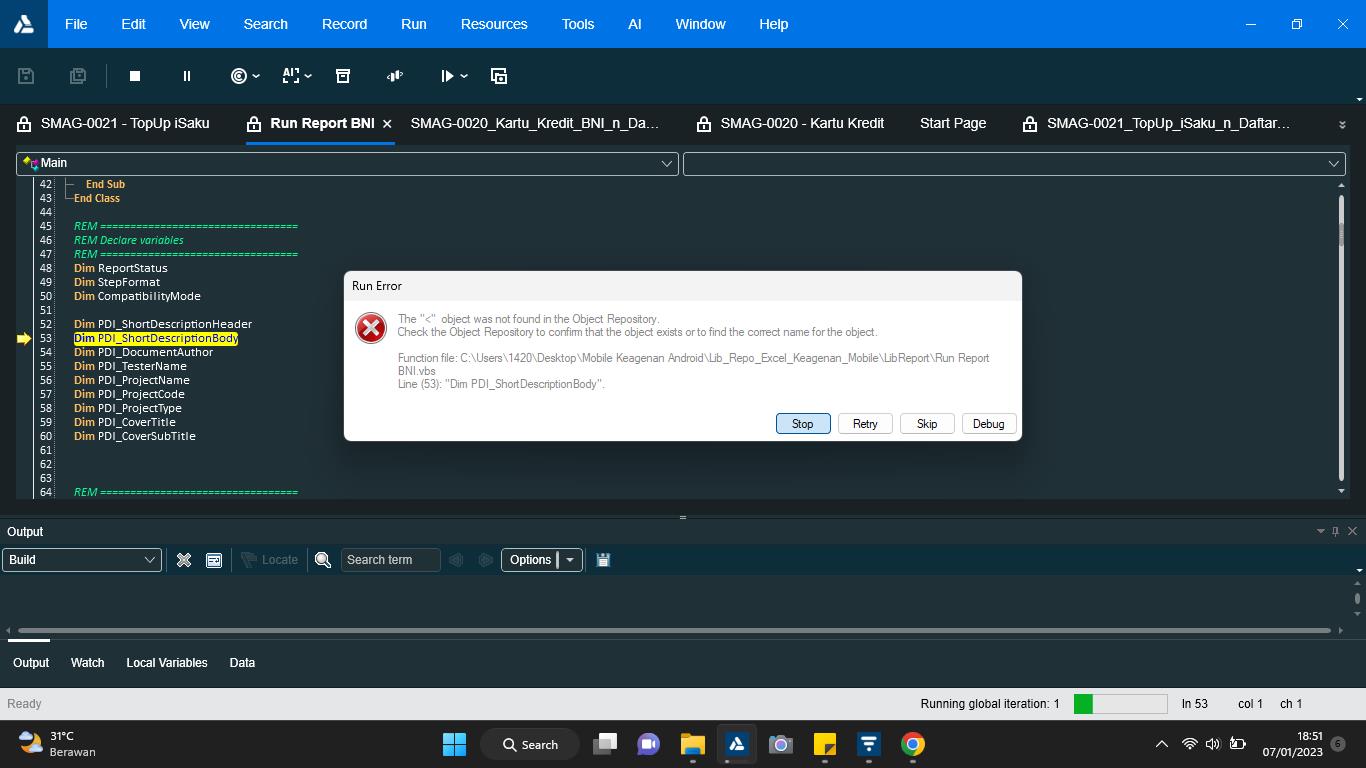 File Edit View Search Record Run Resources Tools AI Window Help
SMAG-0021 - TopUp iSaku Run Report BNI SMAG-0020_Kartu_Kredit_BNI_n_Da... SMAG-0020 - Kartu Kredit Start Page SMAG-0021_TopUp_iSaku_n_Daftar...
Main
42 End Sub
43 End Class
44
45 REM =================================
46 REM Declare variables
47 REM =================================
48 Dim ReportStatus
49 Dim StepFormat
50 Dim CompatibilityMode
51
52 Dim PDI_ShortDescriptionHeader
53 Dim PDI_ShortDescriptionBody
54 Dim PDI_DocumentAuthor
55 Dim PDI_TesterName
56 Dim PDI_ProjectName
57 Dim PDI_ProjectCode
58 Dim PDI_ProjectType
59 Dim PDI_CoverTitle
60 Dim PDI_CoverSubTitle
61
62
63
64 REM =================================
Run Error
The "<" object was not found in the Object Repository.
Check the Object Repository to confirm that the object exists or to find the correct name for the object.
Function file: C:\Users\1420\Desktop\Mobile Keagenan Android\Lib_Repo_Excel_Keagenan_Mobile\LibReport\Run Report
BNI.vbs
Line (53): "Dim PDI_ShortDescriptionBody".
Stop Retry Skip Debug
Output
Build Locate Search term Options
Output Watch Local Variables Data
Ready Running global iteration: 1 ln 53 col 1 ch 1
31°C
Berawan
Search
18:51
07/01/2023
6